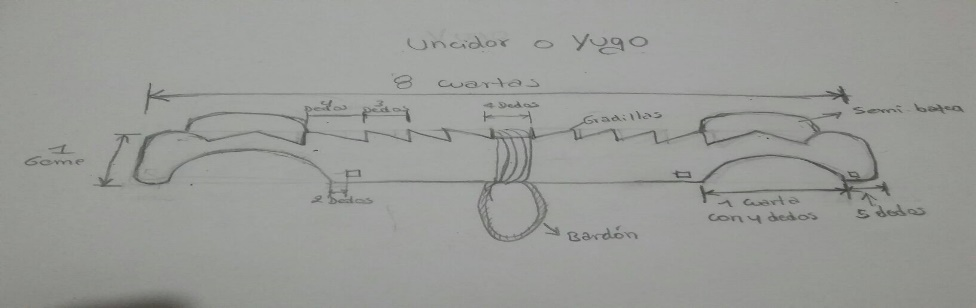 Uncidor o Yugo
8 cuartas
4
Dedos
3
Dedos
4 Dedos
Gradillas
Semi batea
1
Geme
2 Dedos
1 cuarta
con 4 dedos
5 dedos
Bardón